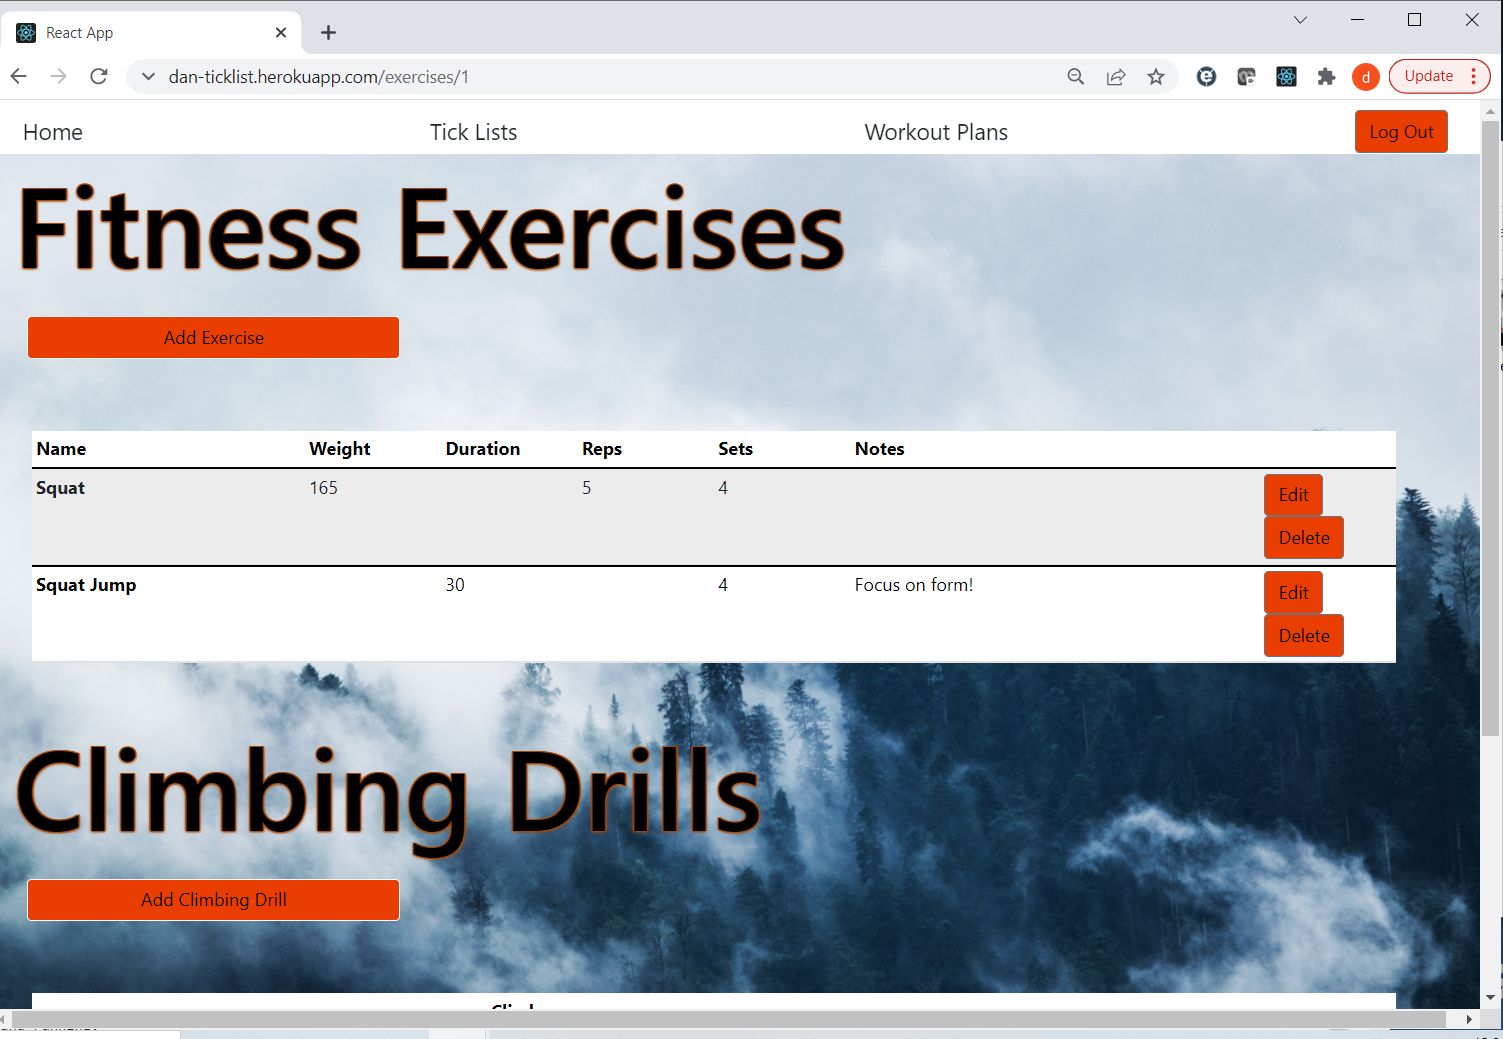 React App
dan-ticklist.herokuapp.com/exercises/1
d
Update
Home
Tick Lists
Workout Plans
Log Out
Fitness Exercises
Add Exercise
Name Weight Duration Reps Sets Notes
Squat 165 5 4
Edit
Delete
Squat Jump 30 4 Focus on form!
Edit
Delete
Climbing Drills
Add Climbing Drill